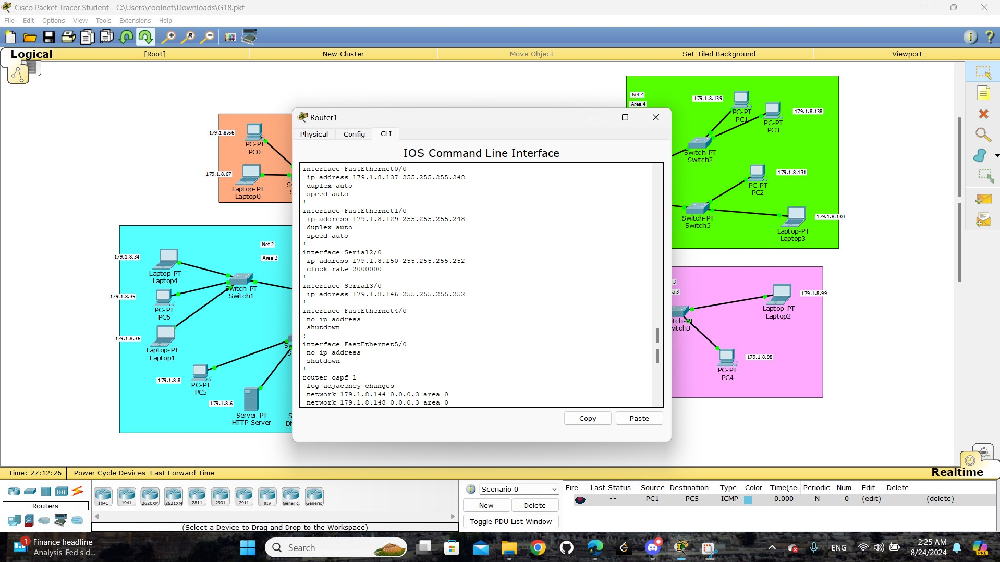 Cisco Packet Tracer Student - C:\Users\coolnet\Downloads\G18.pkt
File Edit Options View Tools Extensions Help
Logical
[Root]
New Cluster
Move Object
Set Tiled Background
Viewport
179.1.8.66
PC-PT
PC0
179.1.8.67
Laptop-PT
Laptop0
Net 2
Area 2
179.1.8.34
Laptop-PT
Laptop4
179.1.8.35
PC-PT
PC6
179.1.8.36
Laptop-PT
Laptop1
Switch-PT
Switch1
179.1.8.8
PC-PT
PC5
179.1.8.6
Server-PT
HTTP Server
Router1
Physical
Config
CLI
IOS Command Line Interface
interface FastEthernet0/0
ip address 179.1.8.137 255.255.255.248
duplex auto
speed auto
!
interface FastEthernet1/0
ip address 179.1.8.129 255.255.255.248
duplex auto
speed auto
!
interface Serial2/0
ip address 179.1.8.150 255.255.255.252
clock rate 2000000
!
interface Serial3/0
ip address 179.1.8.146 255.255.255.252
!
interface FastEthernet4/0
no ip address
shutdown
!
interface FastEthernet5/0
no ip address
shutdown
!
router ospf 1
log-adjacency-changes
network 179.1.8.144 0.0.0.3 area 0
network 179.1.8.148 0.0.0.3 area 0
Copy
Paste
Net 4
Area 4
179.1.8.139
PC-PT
PC1
179.1.8.138
PC-PT
PC3
Switch-PT
Switch2
179.1.8.131
PC-PT
PC2
Switch-PT
Switch5
179.1.8.130
Laptop-PT
Laptop3
3
ea 3
179.1.8.99
Laptop-PT
Laptop2
itch-PT
witch3
179.1.8.98
PC-PT
PC4
Time: 27:12:26
Power Cycle Devices Fast Forward Time
Realtime
Routers
1841
1941
2620XM
2621XM
2811
2901
2911
819
Generic
Generic
(Select a Device to Drag and Drop to the Workspace)
Scenario 0
New
Delete
Toggle PDU List Window
Fire Last Status Source Destination Type Color Time(sec Periodic Num Edit Delete
-- PC1 PC5 ICMP 0.000 N 0 (edit) (delete)
1
Finance headline
Analysis-Fed's d...
Search
ENG
2:25 AM
8/24/2024
PRE